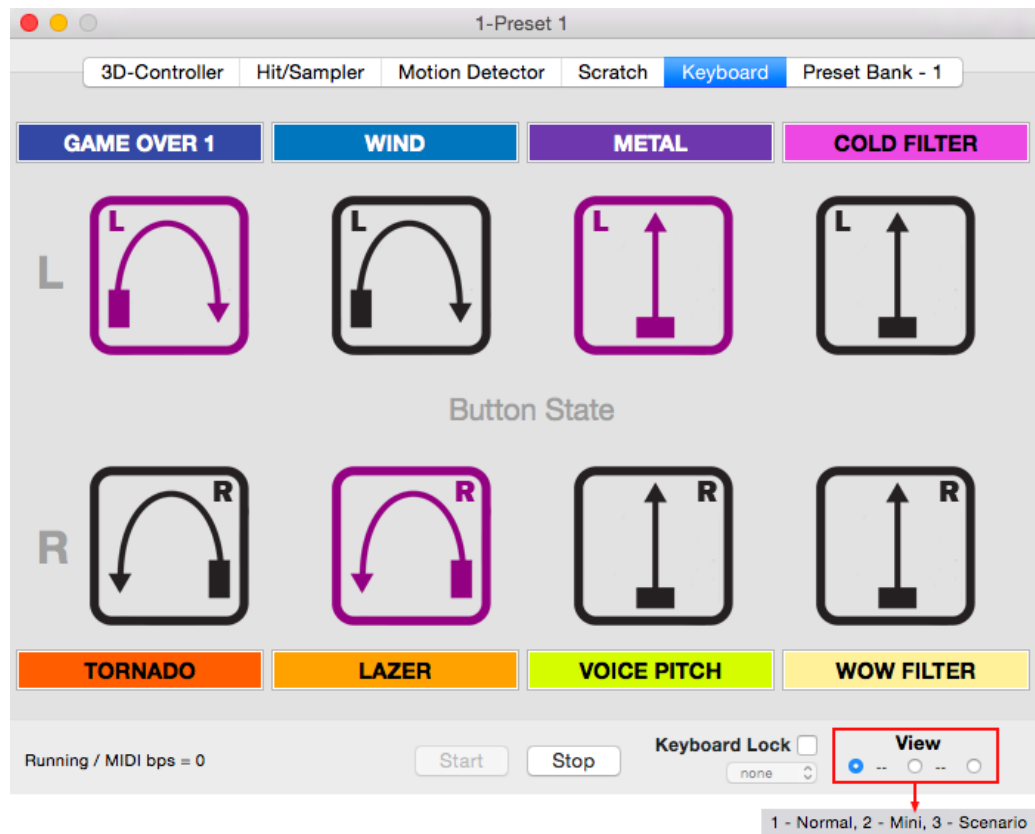 1-Preset 1
3D-Controller Hit/Sampler Motion Detector Scratch Keyboard Preset Bank - 1
GAME OVER 1 WIND METAL COLD FILTER
L L L L
L
Button State
R R R R
R
TORNADO LAZER VOICE PITCH WOW FILTER
Keyboard Lock View
Running / MIDI bps = 0 Start Stop
none -- --
1 - Normal, 2 - Mini, 3 - Scenario